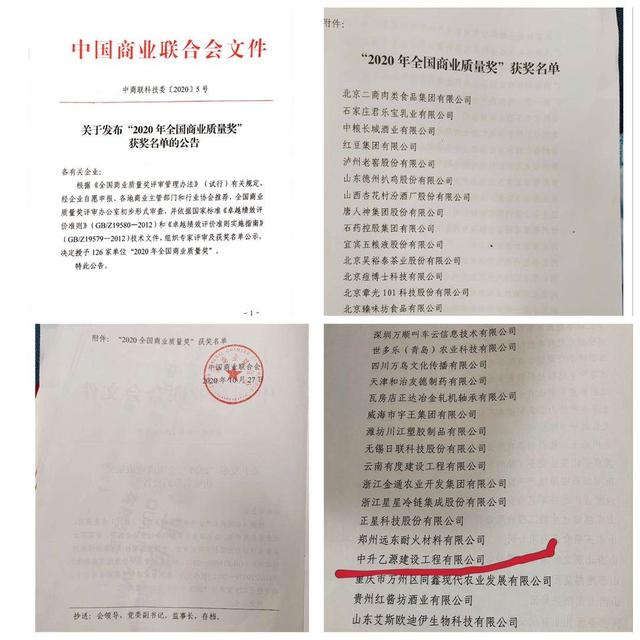 中国商业联合会文件
中商联科技委〔2020〕5号
关于发布“2020年全国商业质量奖”
获奖名单的公告
各有关企业：
根据《全国商业质量奖评审管理办法》（试行）有关规定，
经企业自愿申报、各地商业主管部门和行业协会推荐，全国商
业质量奖评审办公室初步形式审查，并依据国家标准《卓越绩效评
价准则》（GB/Z19580—2012）和《卓越绩效评价准则实施指南》
（GB/Z19579—2012）技术文件，组织专家评审及获奖名单公示，
决定授予126家单位“2020年全国商业质量奖”。
特此公告。
- 1 -
附件：
“2020年全国商业质量奖”获奖名单
北京二商肉类食品集团有限公司
石家庄君乐宝乳业有限公司
中粮长城酒业有限公司
红豆集团有限公司
泸州老窖股份有限公司
山东德州扒鸡股份有限公司
山西杏花村汾酒厂股份有限公司
唐人神集团股份有限公司
石药控股集团有限公司
宜宾五粮液股份有限公司
北京吴裕泰茶业股份有限公司
北京痘博士科技有限公司
北京章光101科技股份有限公司
北京臻味坊食品有限公司
附件：“2020全国商业质量奖”获奖名单
中国商业联合会
2020年10月27日
抄送：会领导，党委副书记，监事长，存档。
深圳万顺叫车云信息技术有限公司
世多乐（青岛）农业科技有限公司
四川万鸟文化传播有限公司
天津和治友德制药有限公司
瓦房店正达冶金轧机轴承有限公司
威海市宇王集团有限公司
潍坊川江塑胶制品有限公司
无锡日联科技股份有限公司
云南有度建设工程有限公司
浙江金通农业开发集团有限公司
浙江星星冷链集成股份有限公司
正星科技股份有限公司
郑州远东耐火材料有限公司
中升乙源建设工程有限公司
重庆市万州区同鑫现代农业发展有限公司
贵州红酱坊酒业有限公司
山东艾斯欧迪伊生物科技有限公司